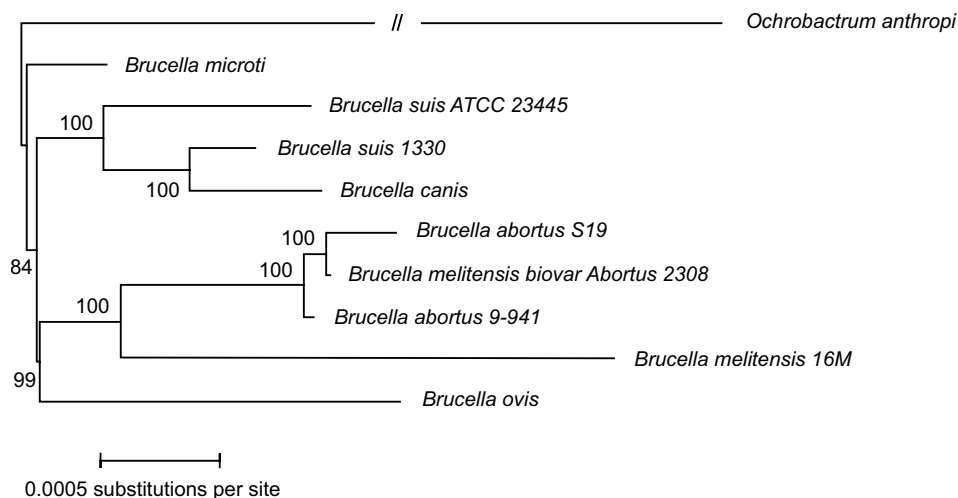 //
Ochrobactrum anthropi
Brucella microti
Brucella suis ATCC 23445
100
Brucella suis 1330
100
Brucella canis
Brucella abortus S19
100
Brucella melitensis biovar Abortus 2308
100
84
Brucella abortus 9-941
100
Brucella melitensis 16M
99
Brucella ovis
0.0005 substitutions per site